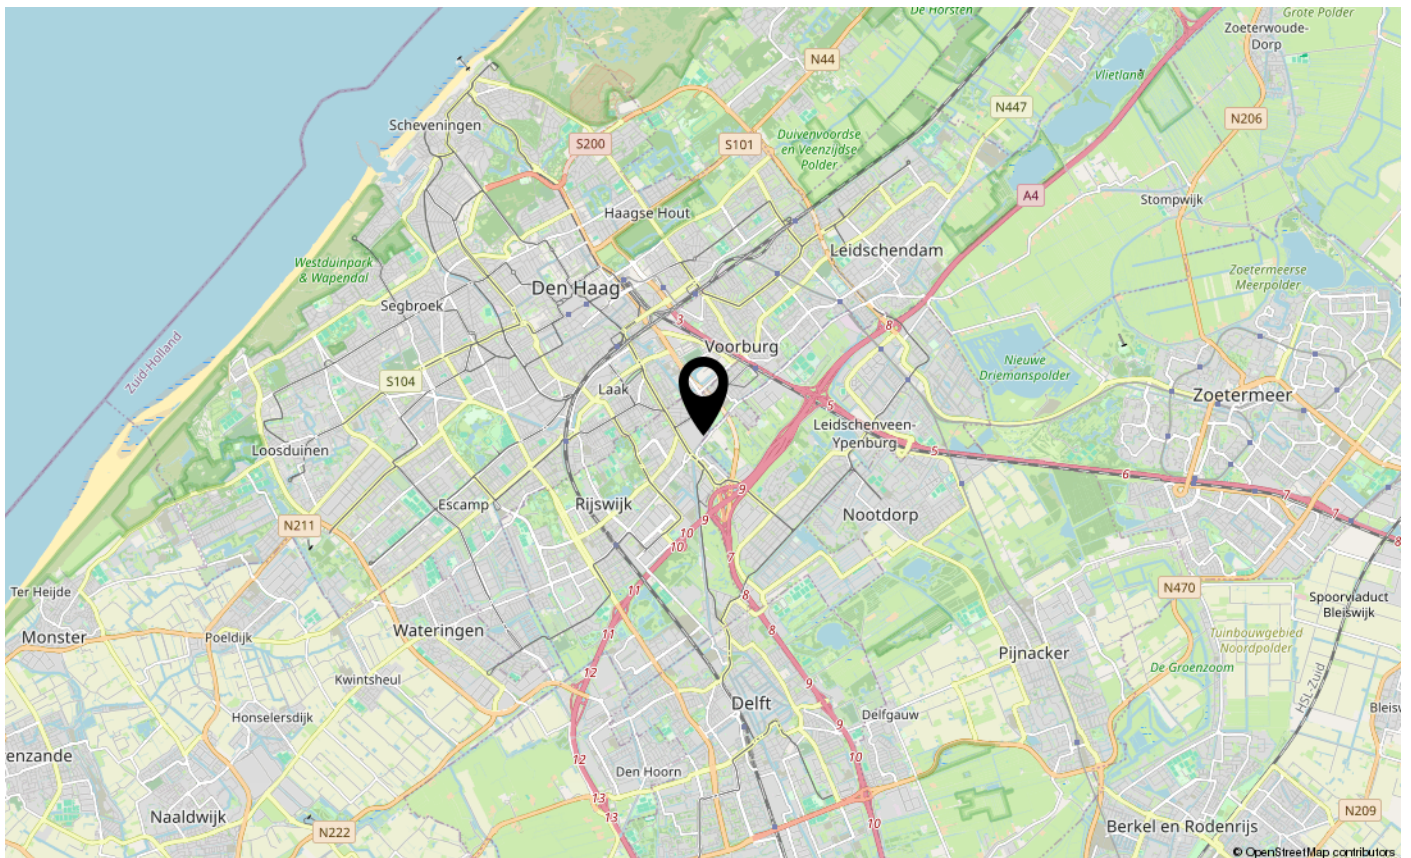 De Horsten
Grote Polder
Zoeterwoude-
Dorp
N44
Vlietland
N447
N206
Scheveningen
S200
S101
Duivenvoordse
en Veenzijdse
Polder
A4
Stompwijk
Haagse Hout
Leidschendam
Westduinpark
& Wapendal
Zoetermeerse
Meerpolder
Den Haag
Segbroek
3
8
Voorburg
Zuid-Holland
Nieuwe
Driemanspolder
S104
Laak
Zoetermeer
5
Leidschenveen-
Ypenburg
Loosduinen
5
6
9
7
Escamp
Rijswijk
Nootdorp
7
N211
10
9
10
8
7
Ter Heijde
11
8
N470
Spoorviaduct
Bleiswijk
Monster
Poeldijk
Wateringen
11
8
Tuinbouwgebied
Noordpolder
Pijnacker
De Groenzoom
Kwintsheul
12
9
HSL-Zuid
Delft
Honselersdijk
Delfgauw
9
Bleisw
enzande
12
10
Den Hoorn
13
Naaldwijk
13
10
N222
Berkel en Rodenrijs
N209
© OpenStreetMap contributors